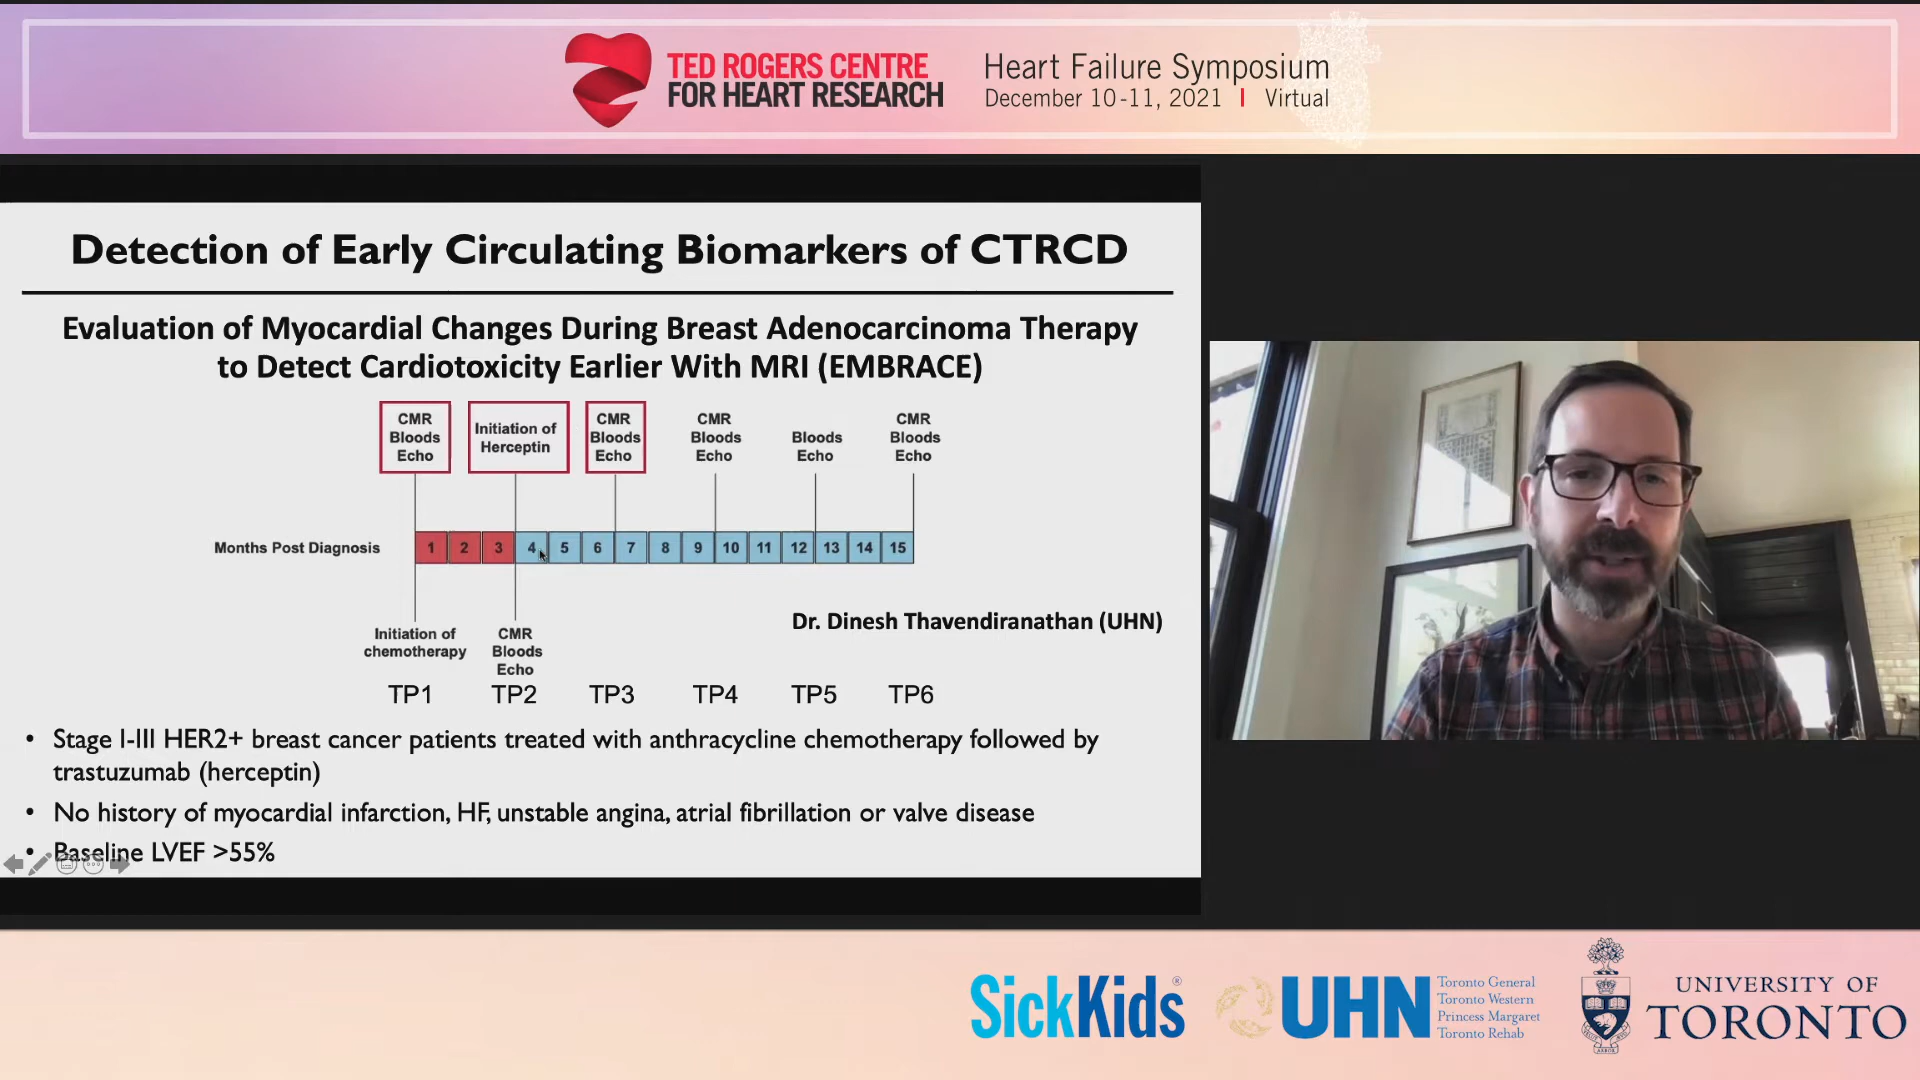 TED ROGERS CENTRE
FOR HEART RESEARCH
Heart Failure Symposium
December 10-11, 2021 | Virtual
Detection of Early Circulating Biomarkers of CTRCD
Evaluation of Myocardial Changes During Breast Adenocarcinoma Therapy
to Detect Cardiotoxicity Earlier With MRI (EMBRACE)
CMR
Bloods
Echo
Initiation of
Herceptin
CMR
Bloods
Echo
CMR
Bloods
Echo
Bloods
Echo
CMR
Bloods
Echo
Months Post Diagnosis 1 2 3 4 5 6 7 8 9 10 11 12 13 14 15
Initiation of
chemotherapy
CMR
Bloods
Echo
Dr. Dinesh Thavendiranathan (UHN)
TP1 TP2 TP3 TP4 TP5 TP6
• Stage I-III HER2+ breast cancer patients treated with anthracycline chemotherapy followed by
trastuzumab (herceptin)
• No history of myocardial infarction, HF, unstable angina, atrial fibrillation or valve disease
• Baseline LVEF >55%
SickKids®
UHN
Toronto General
Toronto Western
Princess Margaret
Toronto Rehab
UNIVERSITY OF
TORONTO